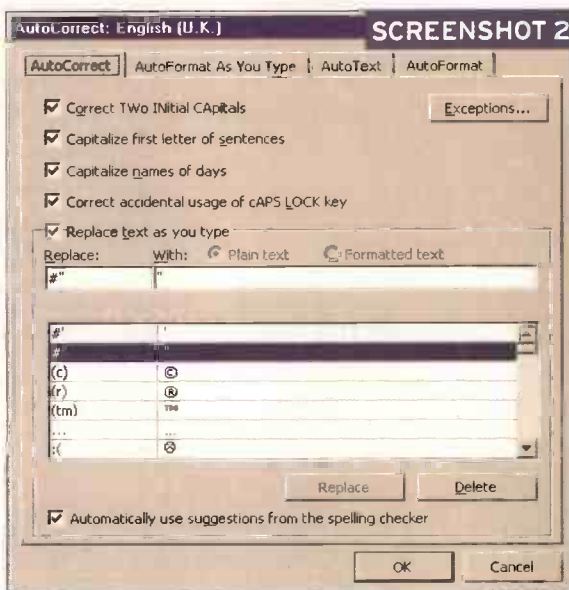 AutoCorrect: English (U.K.)
SCREENSHOT 2
AutoCorrect
AutoFormat As You Type
AutoText
AutoFormat
Correct TWo INitial CApitals
Exceptions...
Capitalize first letter of sentences
Capitalize names of days
Correct accidental usage of cAPS LOCK key
Replace text as you type
Replace:
With:
Plain text
Formatted text
#" "
#' '
#" "
(c) ©
(r) ®
(tm) ™
... ...
:( ☹
Replace
Delete
Automatically use suggestions from the spelling checker
OK
Cancel